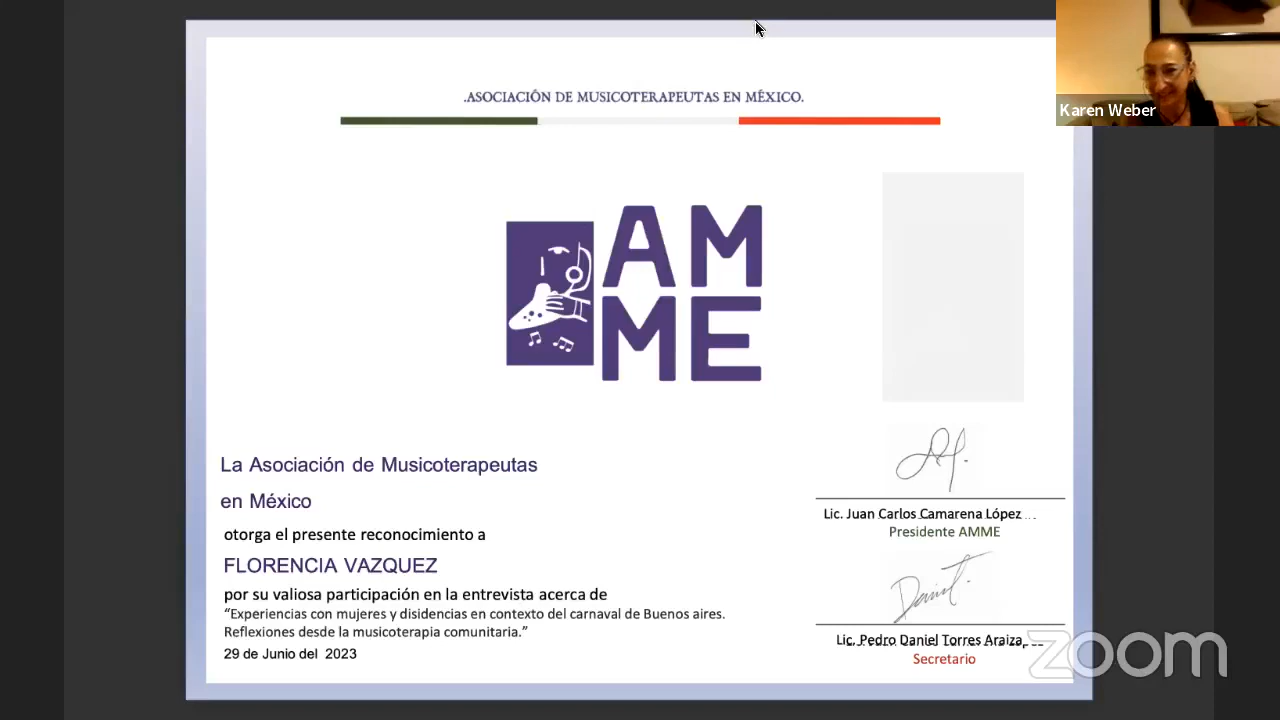 .ASOCIACIÓN DE MUSICOTERAPEUTAS EN MÉXICO.
Karen Weber
AM
ME
La Asociación de Musicoterapeutas
en México
otorga el presente reconocimiento a
FLORENCIA VAZQUEZ
por su valiosa participación en la entrevista acerca de
“Experiencias con mujeres y disidencias en contexto del carnaval de Buenos aires.
Reflexiones desde la musicoterapia comunitaria.”
29 de Junio del 2023
Lic. Juan Carlos Camarena López
Presidente AMME
Lic. Pedro Daniel Torres Araiza
Secretario
zoom